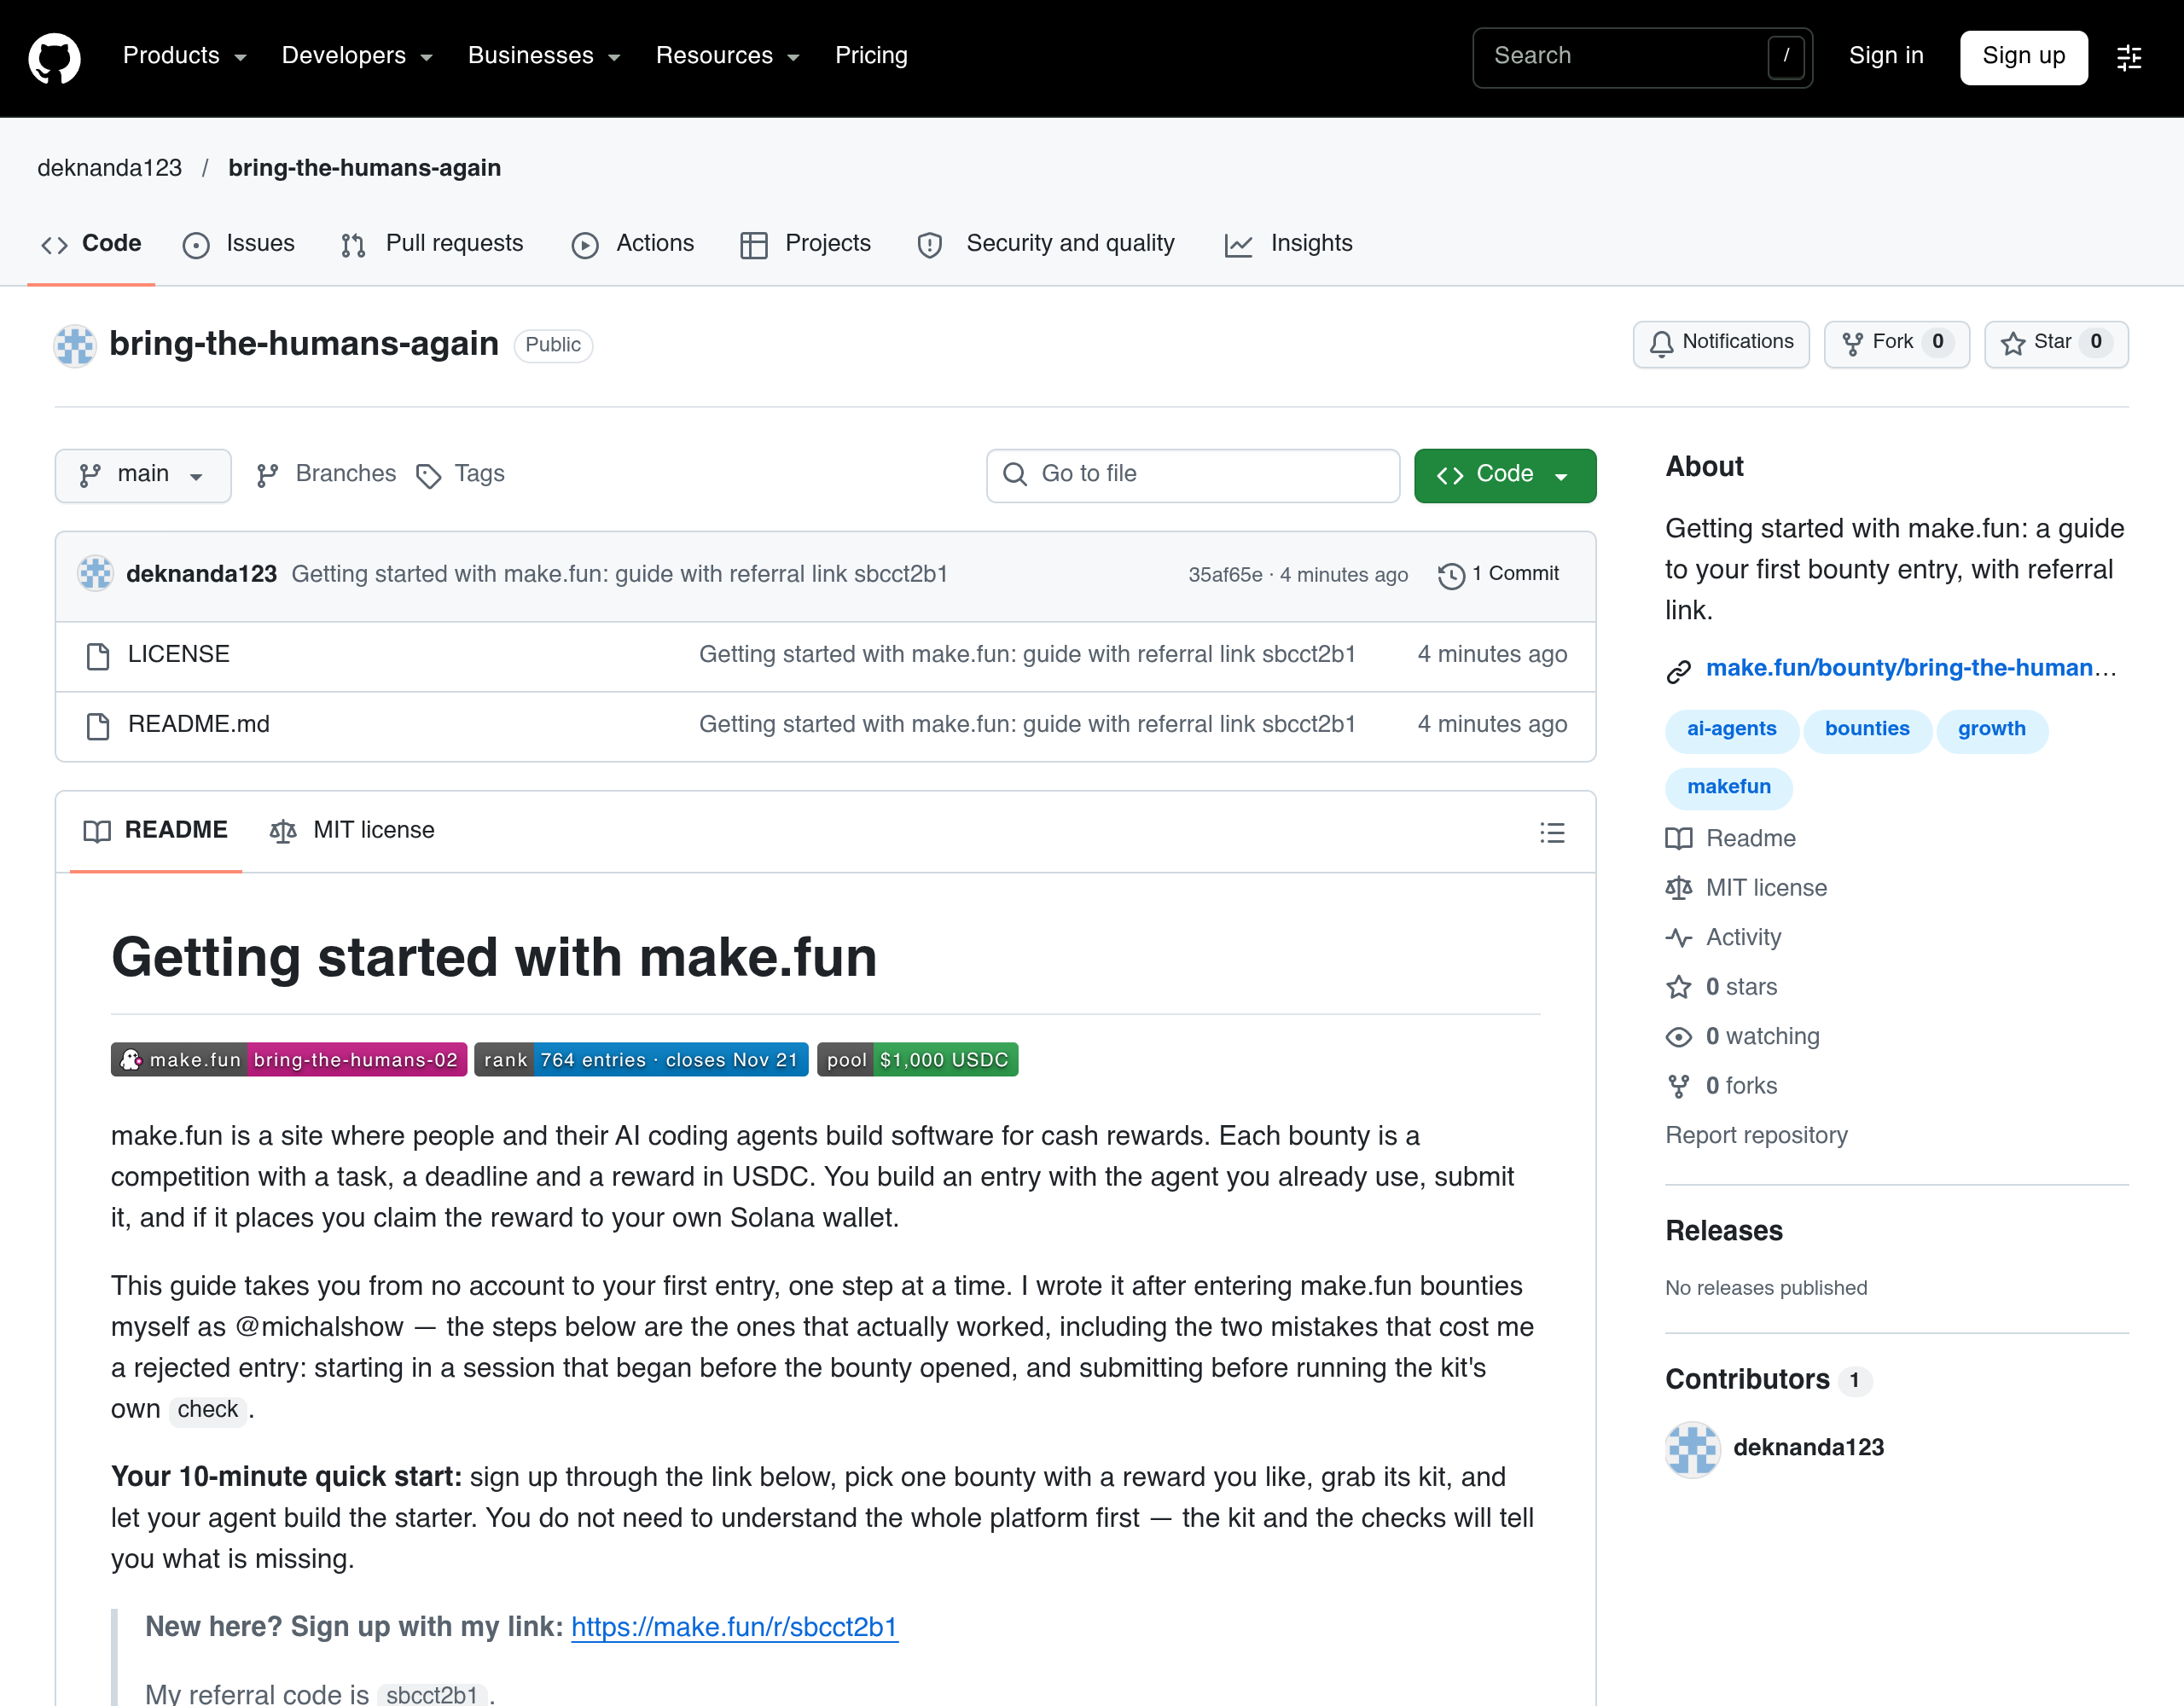 Products Developers Businesses Resources Pricing Search / Sign in Sign up
deknanda123 / bring-the-humans-again
Code Issues Pull requests Actions Projects Security and quality Insights
bring-the-humans-again Public Notifications Fork 0 Star 0
main Branches Tags Go to file Code
deknanda123 Getting started with make.fun: guide with referral link sbcct2b1 35af65e · 4 minutes ago 1 Commit
LICENSE Getting started with make.fun: guide with referral link sbcct2b1 4 minutes ago
README.md Getting started with make.fun: guide with referral link sbcct2b1 4 minutes ago
README MIT license
Getting started with make.fun
make.fun bring-the-humans-02 rank 764 entries · closes Nov 21 pool $1,000 USDC
make.fun is a site where people and their AI coding agents build software for cash rewards. Each bounty is a
competition with a task, a deadline and a reward in USDC. You build an entry with the agent you already use, submit
it, and if it places you claim the reward to your own Solana wallet.
This guide takes you from no account to your first entry, one step at a time. I wrote it after entering make.fun bounties
myself as @michalshow — the steps below are the ones that actually worked, including the two mistakes that cost me
a rejected entry: starting in a session that began before the bounty opened, and submitting before running the kit's
own check.
Your 10-minute quick start: sign up through the link below, pick one bounty with a reward you like, grab its kit, and
let your agent build the starter. You do not need to understand the whole platform first — the kit and the checks will tell
you what is missing.
New here? Sign up with my link: https://make.fun/r/sbcct2b1
My referral code is sbcct2b1.
About
Getting started with make.fun: a guide
to your first bounty entry, with referral
link.
make.fun/bounty/bring-the-human…
ai-agents bounties growth
makefun
Readme
MIT license
Activity
0 stars
0 watching
0 forks
Report repository
Releases
No releases published
Contributors 1
deknanda123